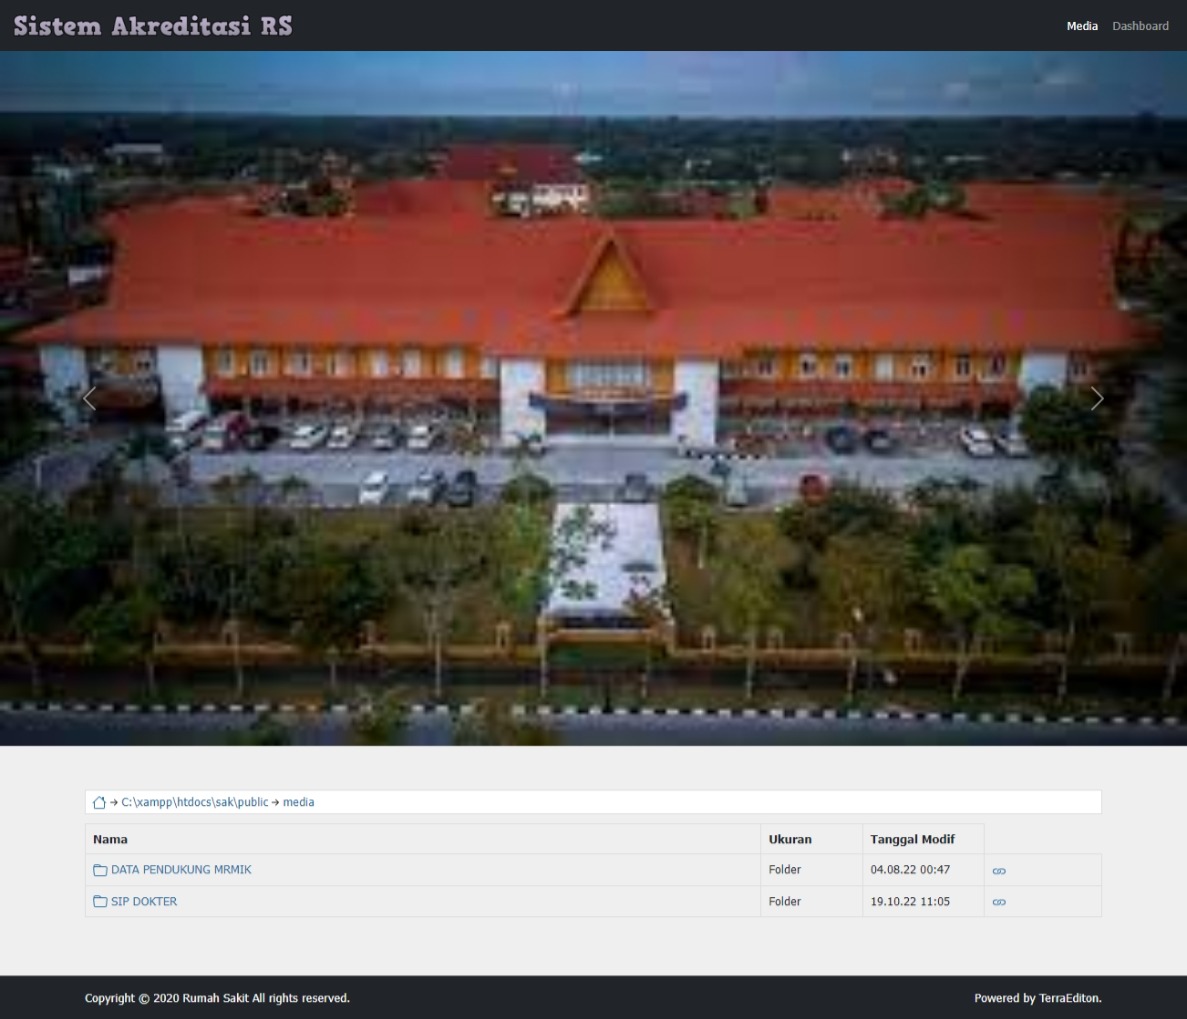 Sistem Akreditasi RS
Media Dashboard
→ C:\xampp\htdocs\sak\public → media
Nama Ukuran Tanggal Modif
DATA PENDUKUNG MRMIK Folder 04.08.22 00:47
SIP DOKTER Folder 19.10.22 11:05
Copyright © 2020 Rumah Sakit All rights reserved.
Powered by TerraEditon.